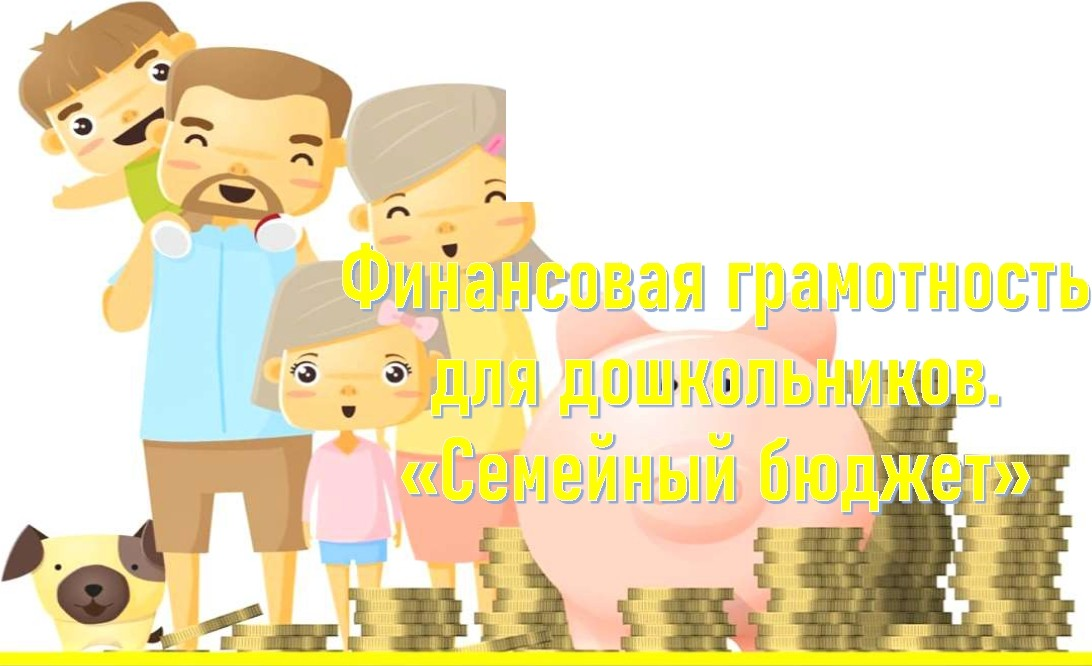 Финансовая грамотность
для дошкольников.
«Семейный бюджет»